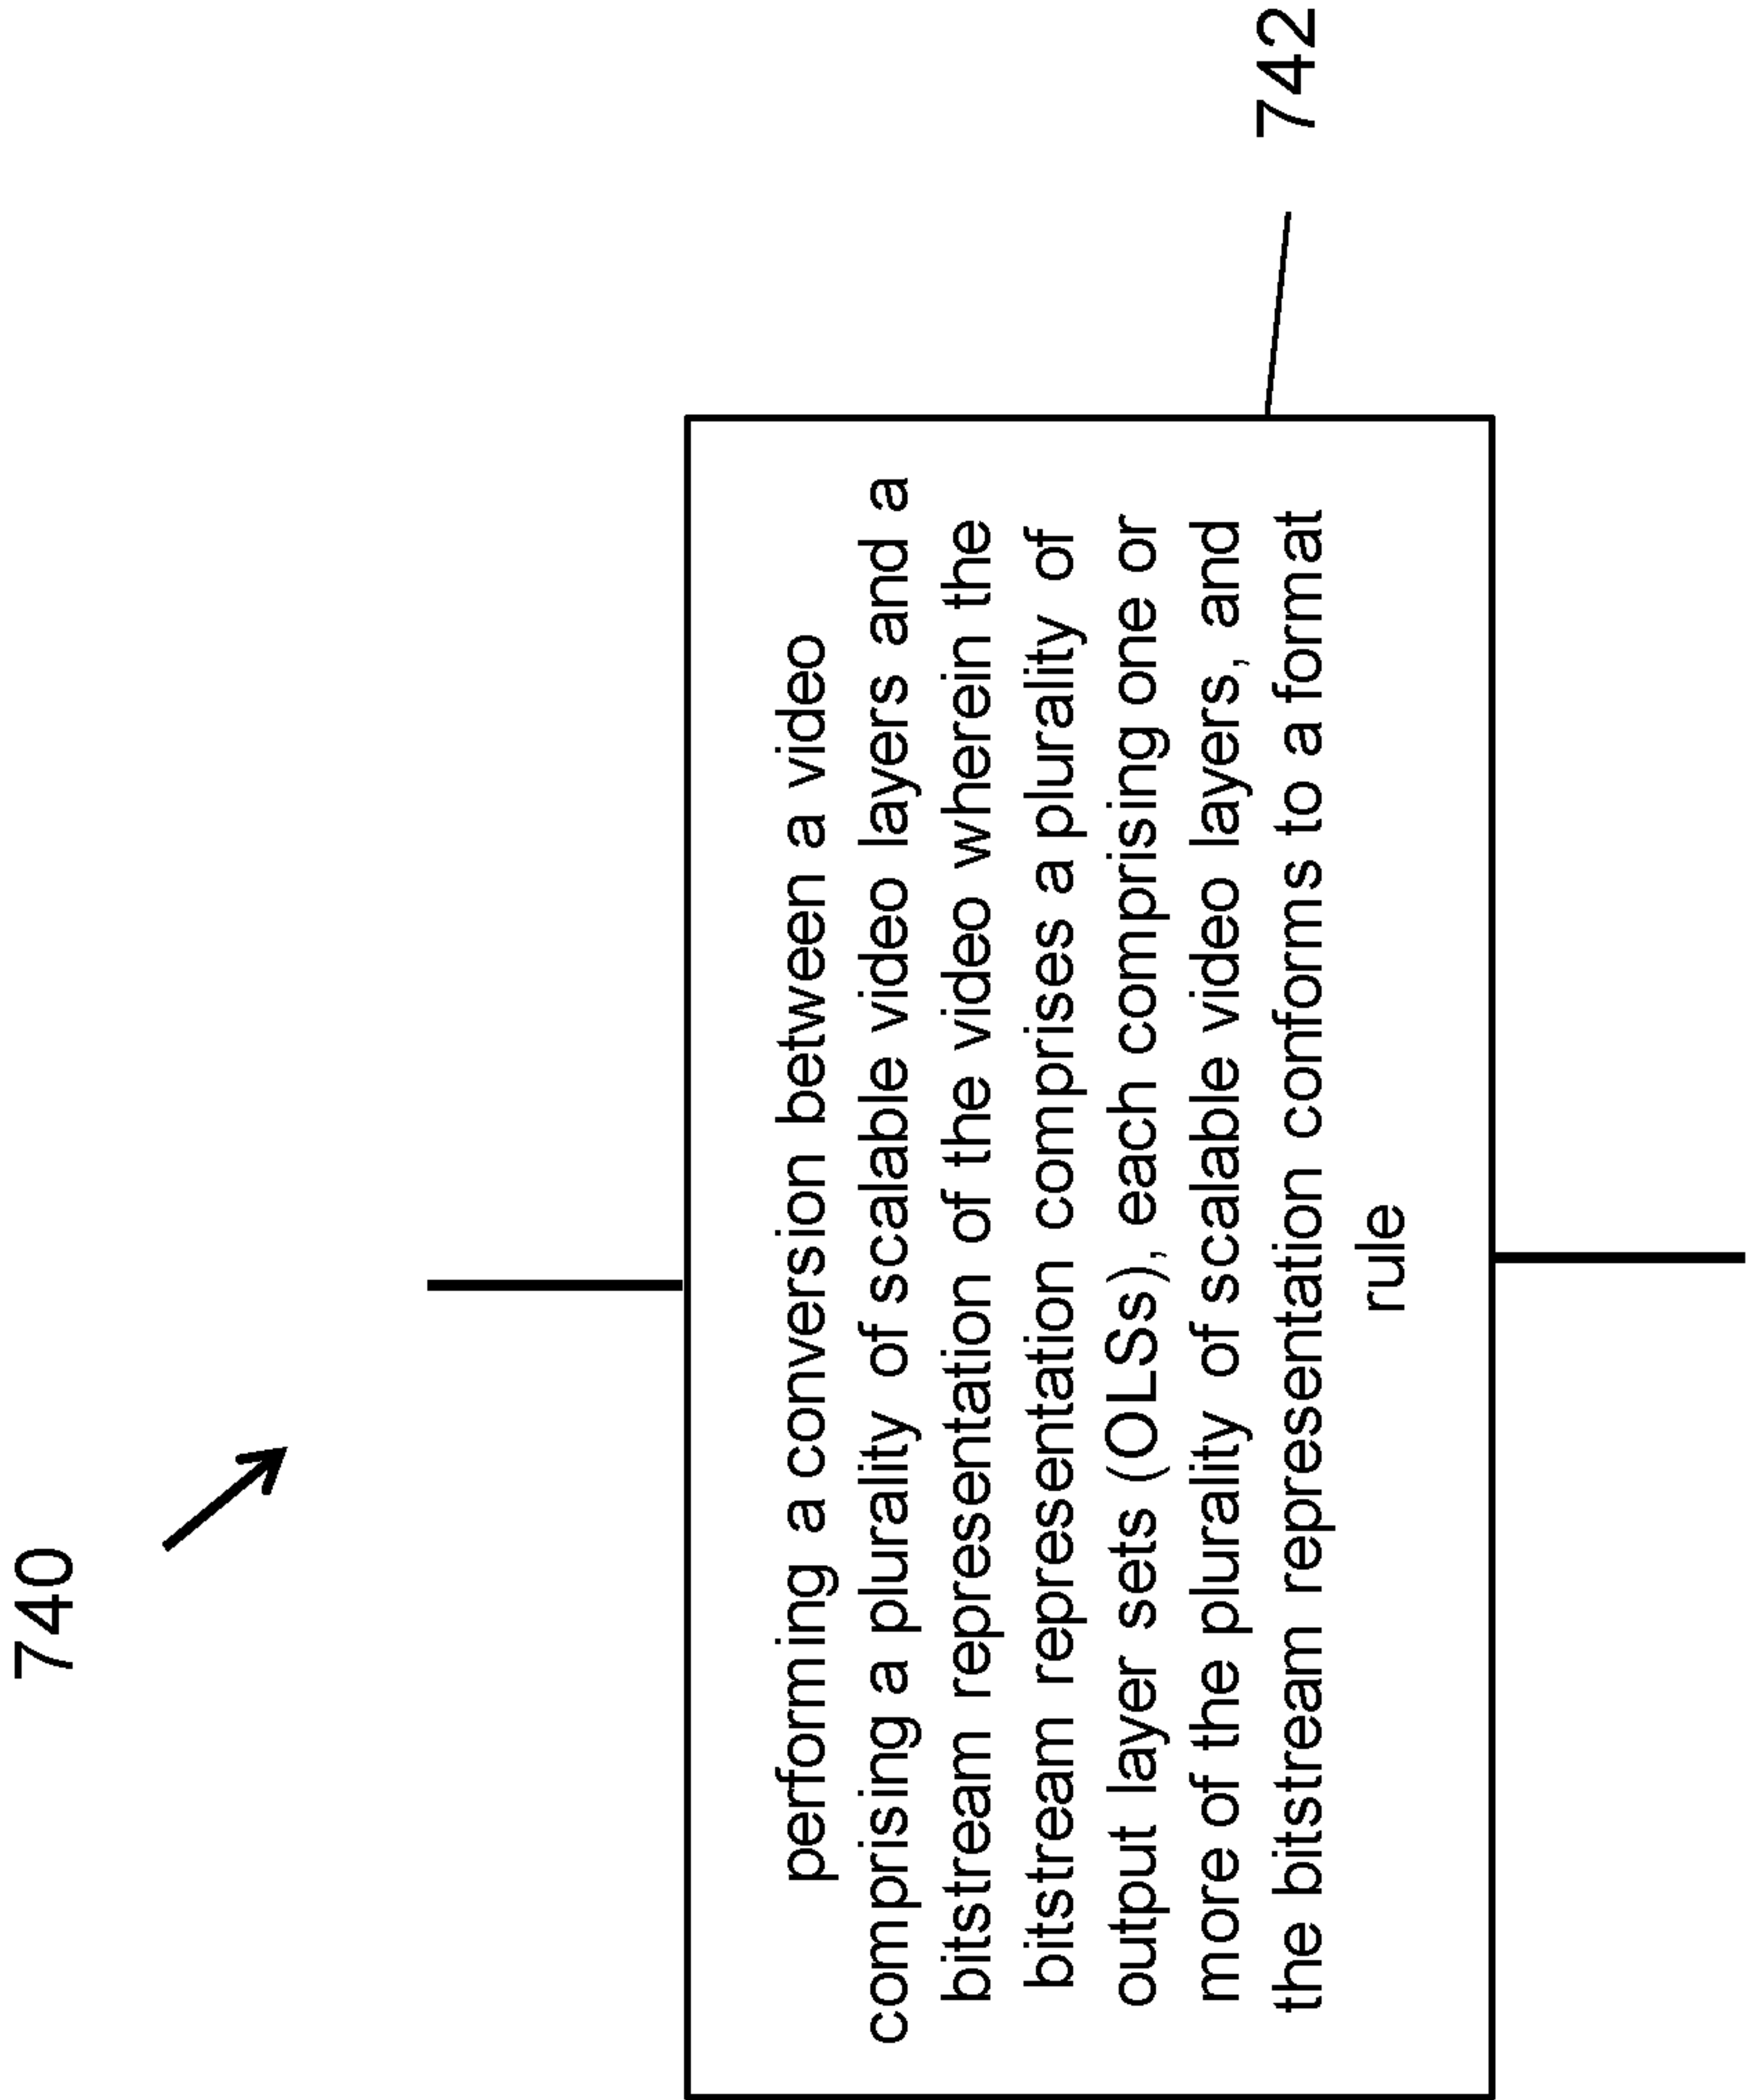 740
performing a conversion between a video
comprising a plurality of scalable video layers and a
bitstream representation of the video wherein the
bitstream representation comprises a plurality of
output layer sets (OLSs), each comprising one or
more of the plurality of scalable video layers, and
the bitstream representation conforms to a format
rule
742